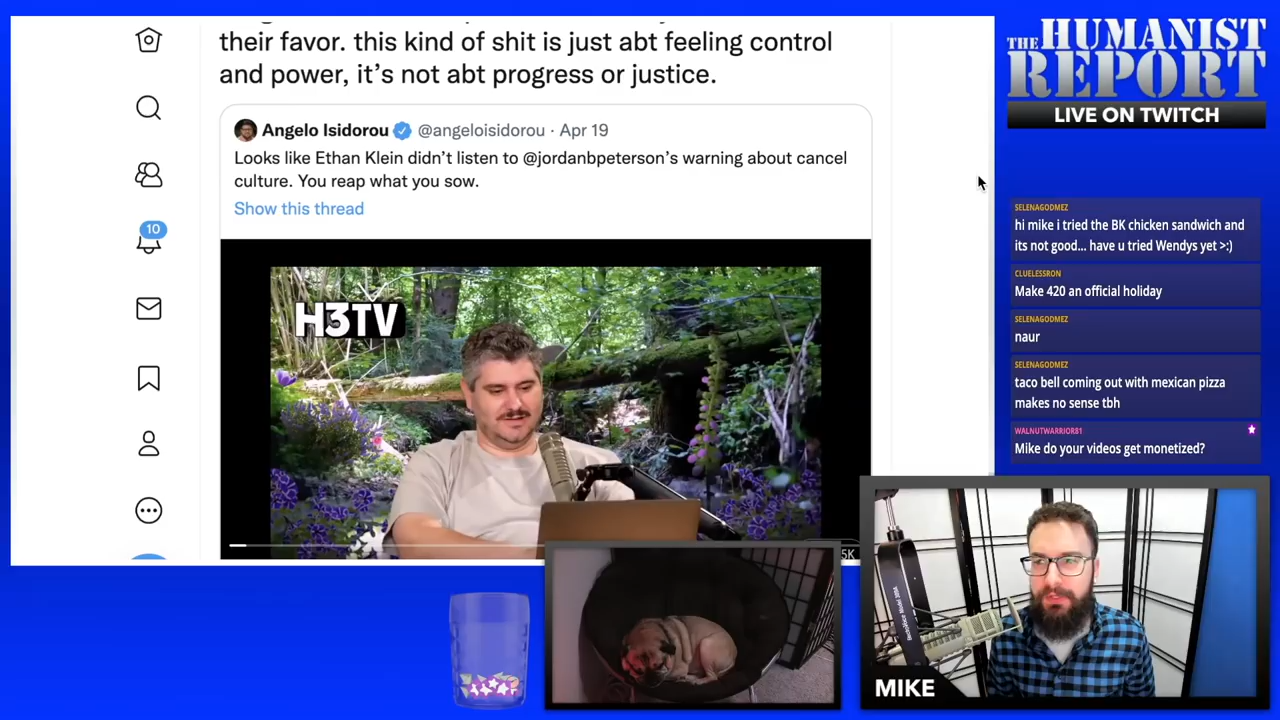 their favor. this kind of shit is just abt feeling control
and power, it’s not abt progress or justice.
Angelo Isidorou @angeloisidorou · Apr 19
Looks like Ethan Klein didn’t listen to @jordanbpeterson’s warning about cancel
culture. You reap what you sow.
Show this thread
10
H3TV
5K
THE HUMANIST
REPORT
LIVE ON TWITCH
SELENAGODMEZ
hi mike i tried the BK chicken sandwich and
its not good... have u tried Wendys yet >:)
CLUELESSRON
Make 420 an official holiday
SELENAGODMEZ
naur
SELENAGODMEZ
taco bell coming out with mexican pizza
makes no sense tbh
WALNUTWARRIOR81
Mike do your videos get monetized?
MIKE